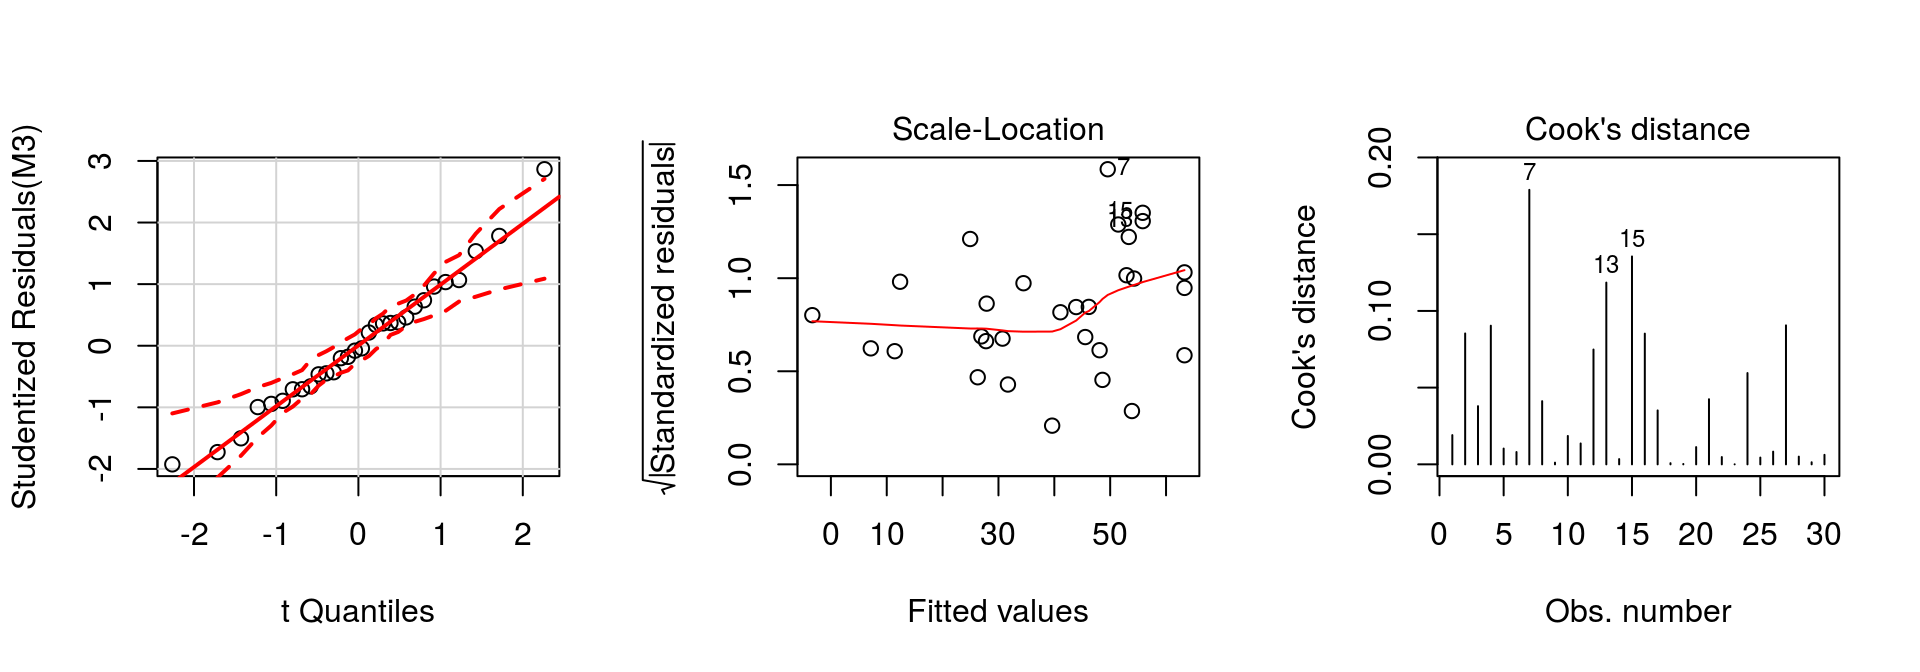 Studentized Residuals(M3)
3
2
1
0
-1
-2
-2 -1 0 1 2
t Quantiles
Scale-Location
√|Standardized residuals|
1.5
1.0
0.5
0.0
7
15
13
0 10 30 50
Fitted values
Cook's distance
Cook's distance
0.20
0.10
0.00
7
15
13
0 5 10 15 20 25 30
Obs. number